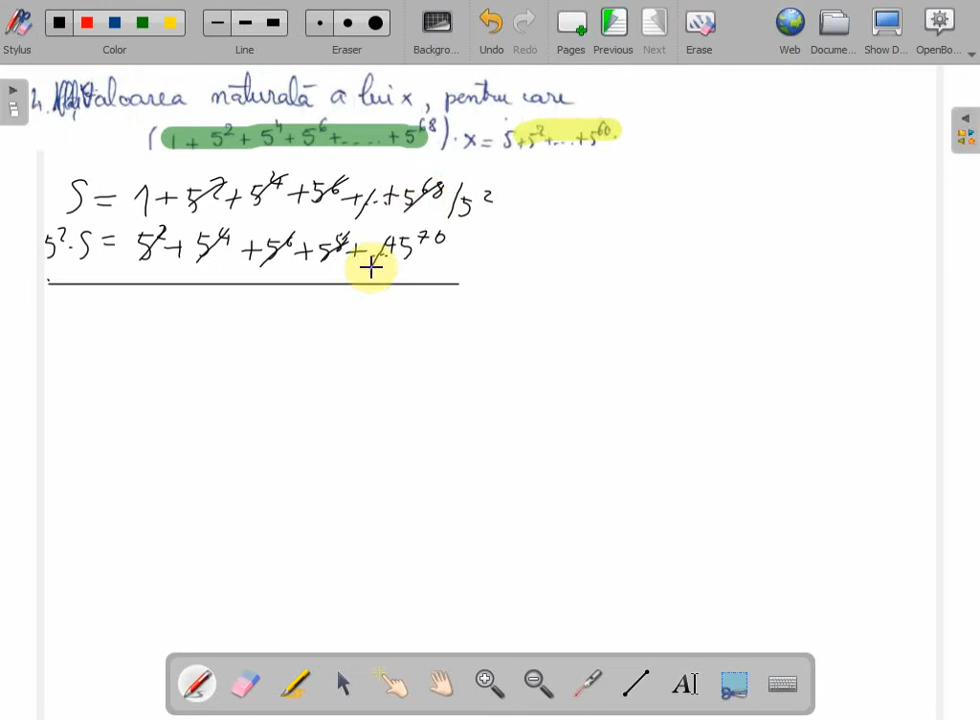 Stylus Color Line Eraser Backgro... Undo Redo Pages Previous Next Erase Web Docume... Show D... OpenBo...
2. valoarea naturală a lui x, pentru care
(1 + 5² + 5⁴ + 5⁶ + .... + 5⁶⁸) · x = 5 + 5² + ... + 5⁶⁰.
S = 1 + 5² + 5⁴ + 5⁶ + ... + 5⁶⁸ / 5²
5² · S = 5² + 5⁴ + 5⁶ + 5⁸ + ... + 5⁷⁰